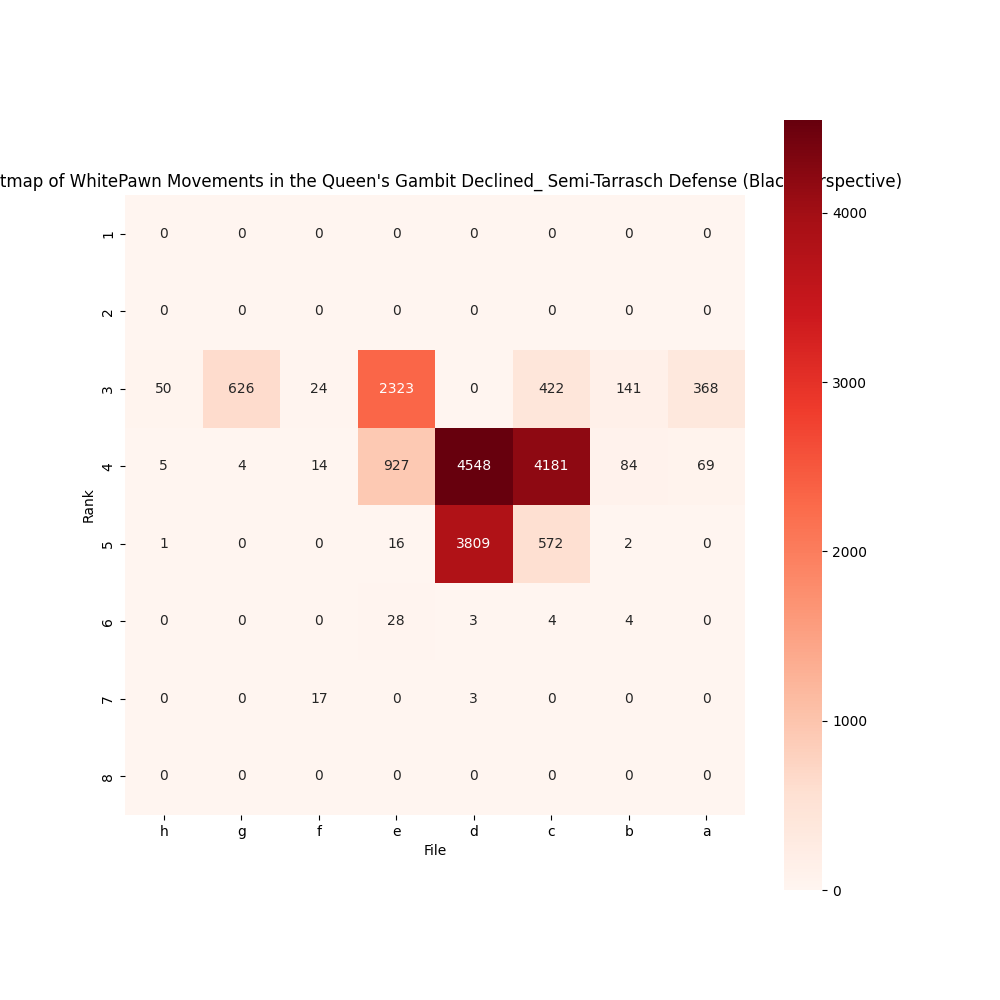 tmap of WhitePawn Movements in the Queen's Gambit Declined_ Semi-Tarrasch Defense (Blac rspective)
1 0 0 0 0 0 0 0 0
2 0 0 0 0 0 0 0 0
3 50 626 24 2323 0 422 141 368
4 5 4 14 927 4548 4181 84 69
5 1 0 0 16 3809 572 2 0
6 0 0 0 28 3 4 4 0
7 0 0 17 0 3 0 0 0
8 0 0 0 0 0 0 0 0
h g f e d c b a
File
Rank
4000
3000
2000
1000
0